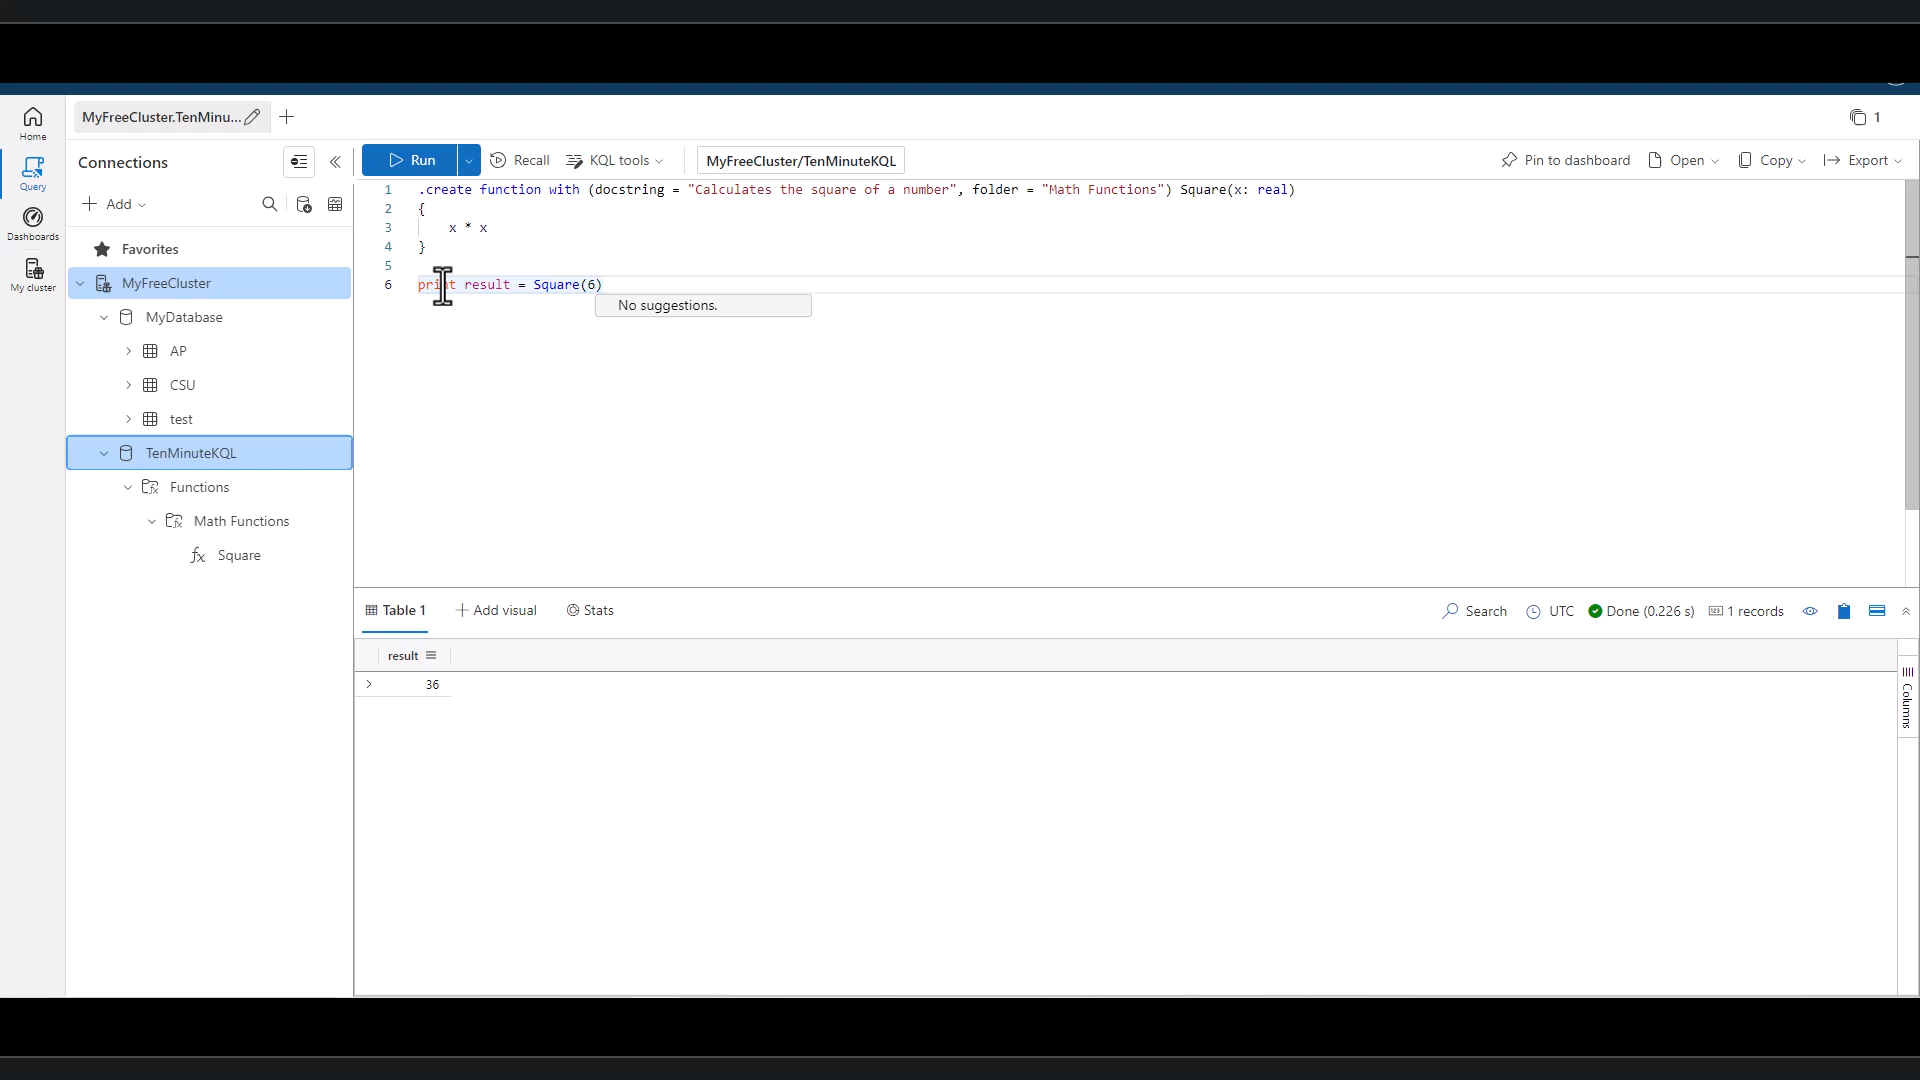 MyFreeCluster.TenMinu...
1
Home
Query
Dashboards
My cluster
Connections
Add
Favorites
MyFreeCluster
MyDatabase
AP
CSU
test
TenMinuteKQL
Functions
Math Functions
Square
Run
Recall
KQL tools
MyFreeCluster/TenMinuteKQL
Pin to dashboard
Open
Copy
Export
1 .create function with (docstring = "Calculates the square of a number", folder = "Math Functions") Square(x: real)
2 {
3 x * x
4 }
5
6 print result = Square(6)
No suggestions.
Table 1
Add visual
Stats
Search
UTC
Done (0.226 s)
1 records
result
36
Columns